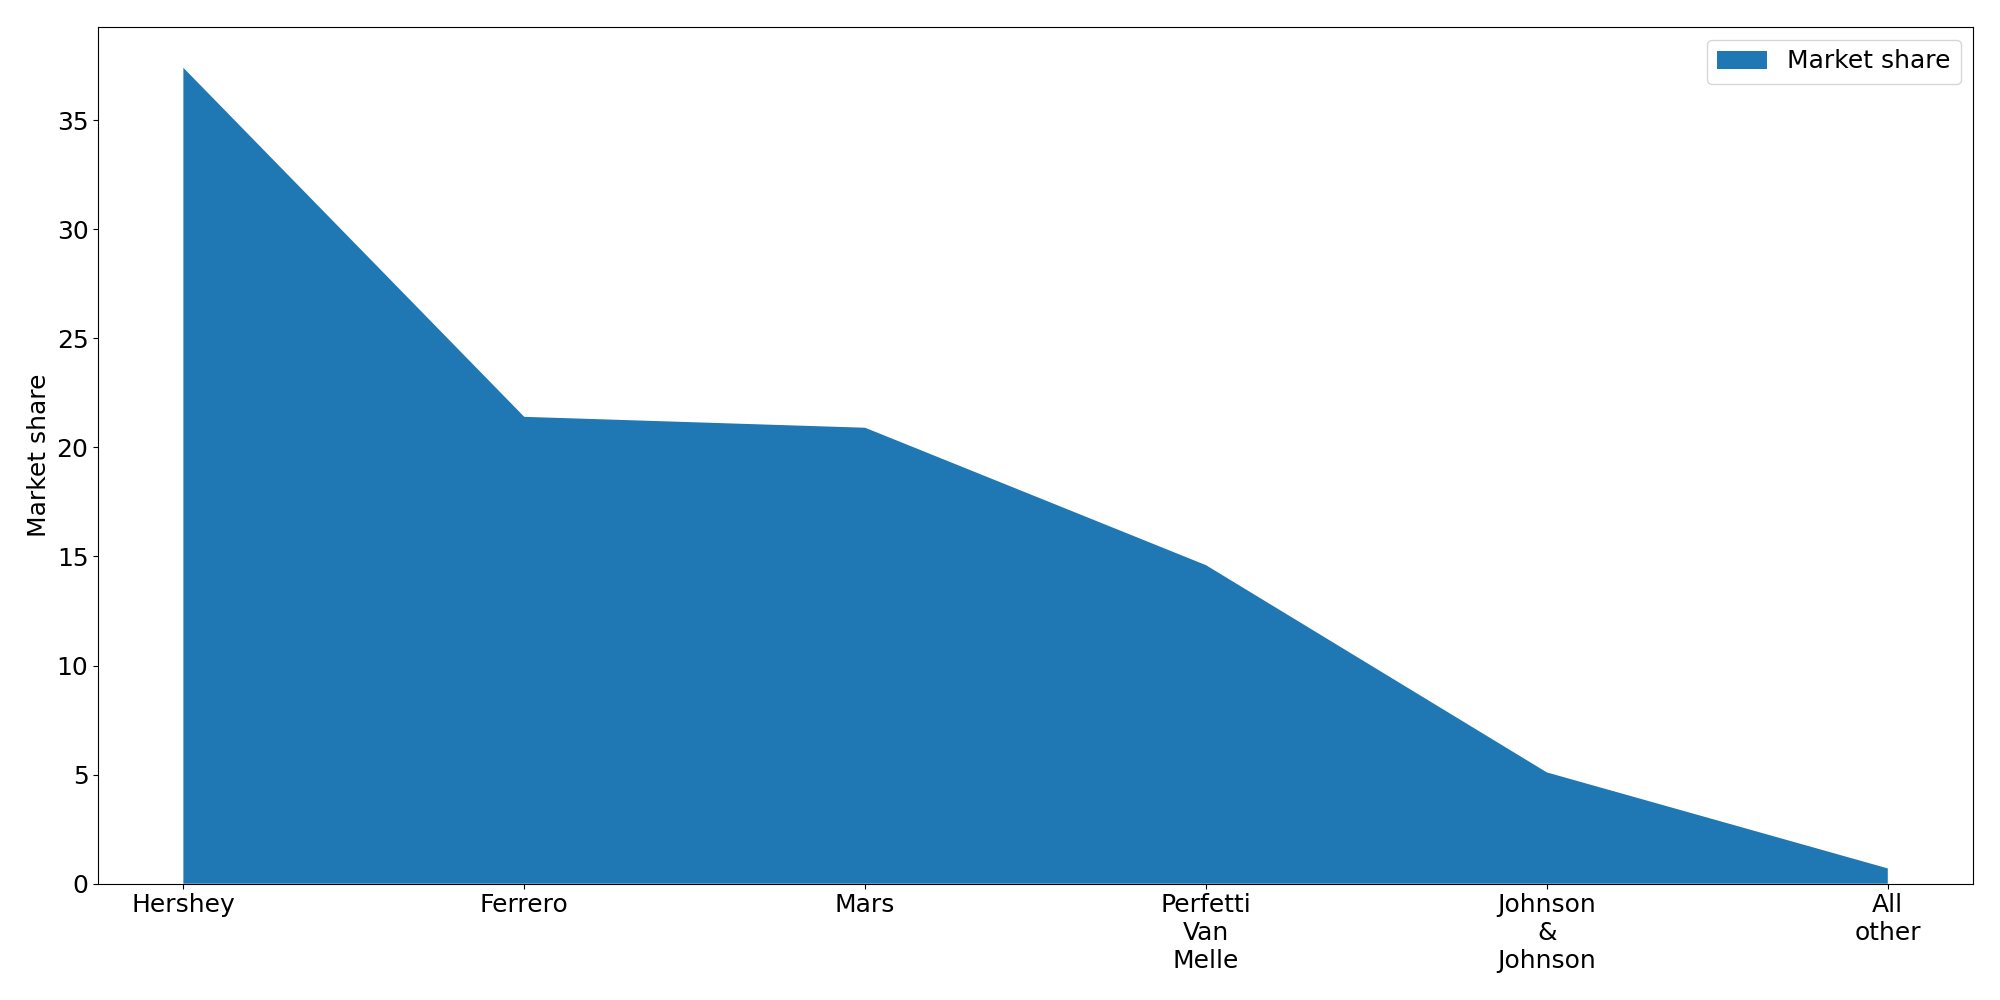 Market share
Market share
35
30
25
20
15
10
5
0
Hershey
Ferrero
Mars
Perfetti
Van
Melle
Johnson
&
Johnson
All
other